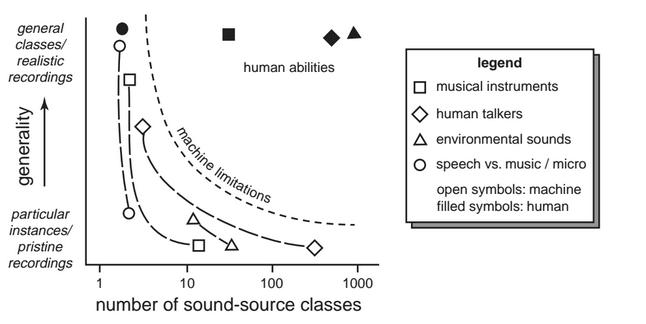 general
classes/
realistic
recordings
generality
particular
instances/
pristine
recordings
human abilities
machine limitations
1
10
100
1000
number of sound-source classes
legend
musical instruments
human talkers
environmental sounds
speech vs. music / micro
open symbols: machine
filled symbols: human